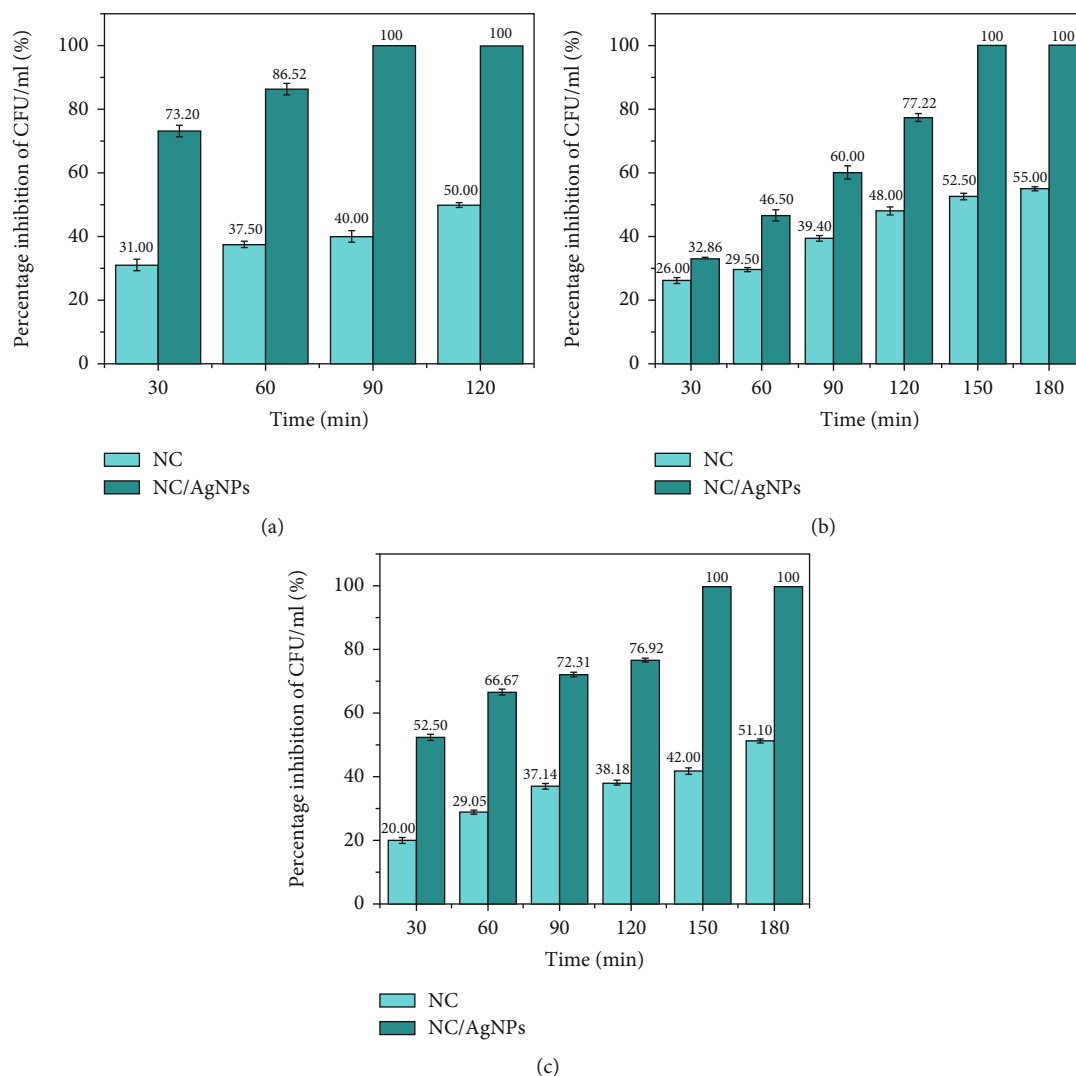 Percentage inhibition of CFU/ml (%)
100
80
60
40
20
0
31.00
73.20
37.50
86.52
40.00
100
50.00
100
30 60 90 120
Time (min)
NC
NC/AgNPs
(a)
Percentage inhibition of CFU/ml (%)
100
80
60
40
20
0
26.00
32.86
29.50
46.50
39.40
60.00
48.00
77.22
52.50
100
55.00
100
30 60 90 120 150 180
Time (min)
NC
NC/AgNPs
(b)
Percentage inhibition of CFU/ml (%)
100
80
60
40
20
0
20.00
52.50
29.05
66.67
37.14
72.31
38.18
76.92
42.00
100
51.10
100
30 60 90 120 150 180
Time (min)
NC
NC/AgNPs
(c)